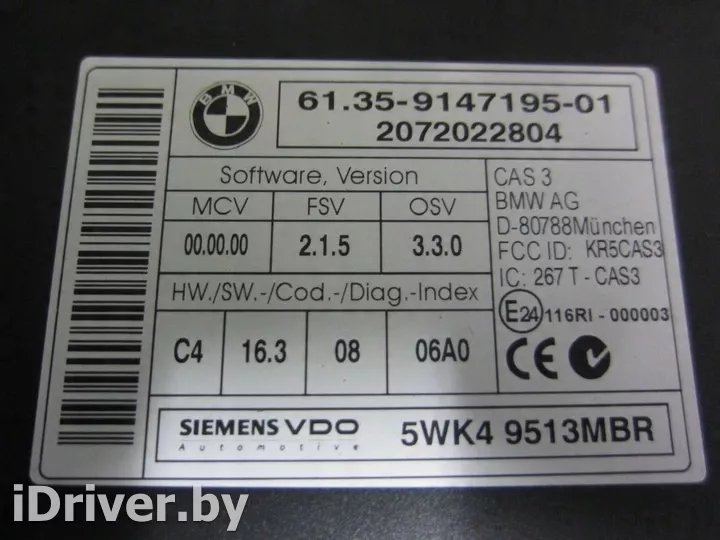 BMW
61.35-9147195-01
2072022804
Software, Version
MCV FSV OSV
00.00.00 2.1.5 3.3.0
HW./SW.-/Cod.-/Diag.-Index
C4 16.3 08 06A0
CAS 3
BMW AG
D-80788München
FCC ID: KR5CAS3
IC: 267 T - CAS3
E24 116RI - 000003
CE
SIEMENS VDO
Automotive
5WK4 9513MBR
iDriver.by